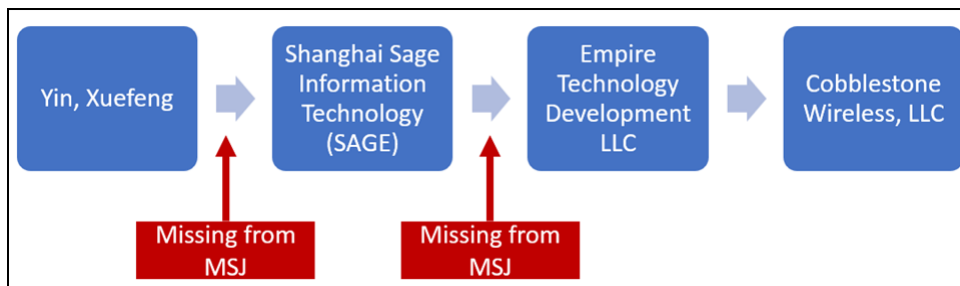 Yin, Xuefeng
Shanghai Sage
Information
Technology
(SAGE)
Empire
Technology
Development
LLC
Cobblestone
Wireless, LLC
Missing from
MSJ
Missing from
MSJ